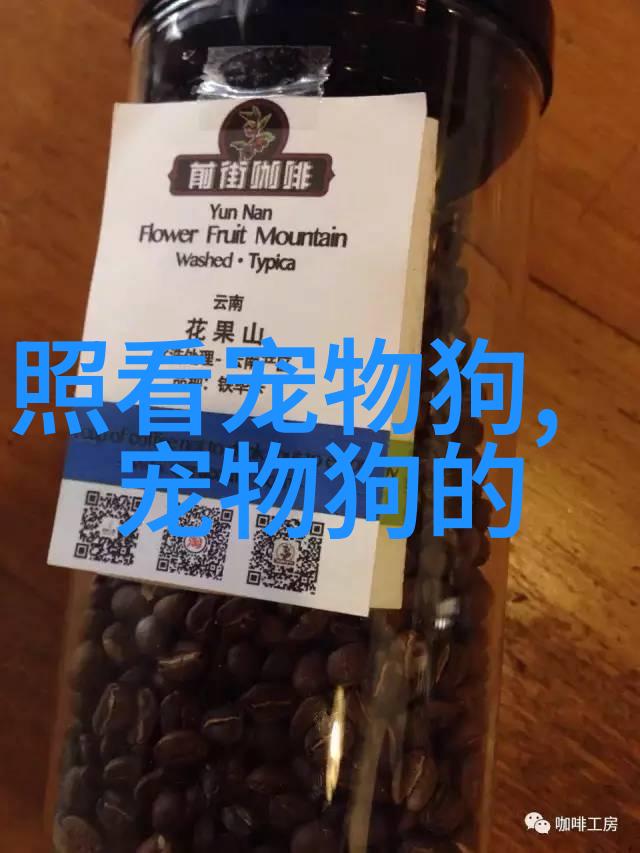 前街咖啡
Yun Nan
Flower Fruit Mountain
Washed · Typica
云南
花果山
照看宠物狗,
宠物狗的
咖啡工房